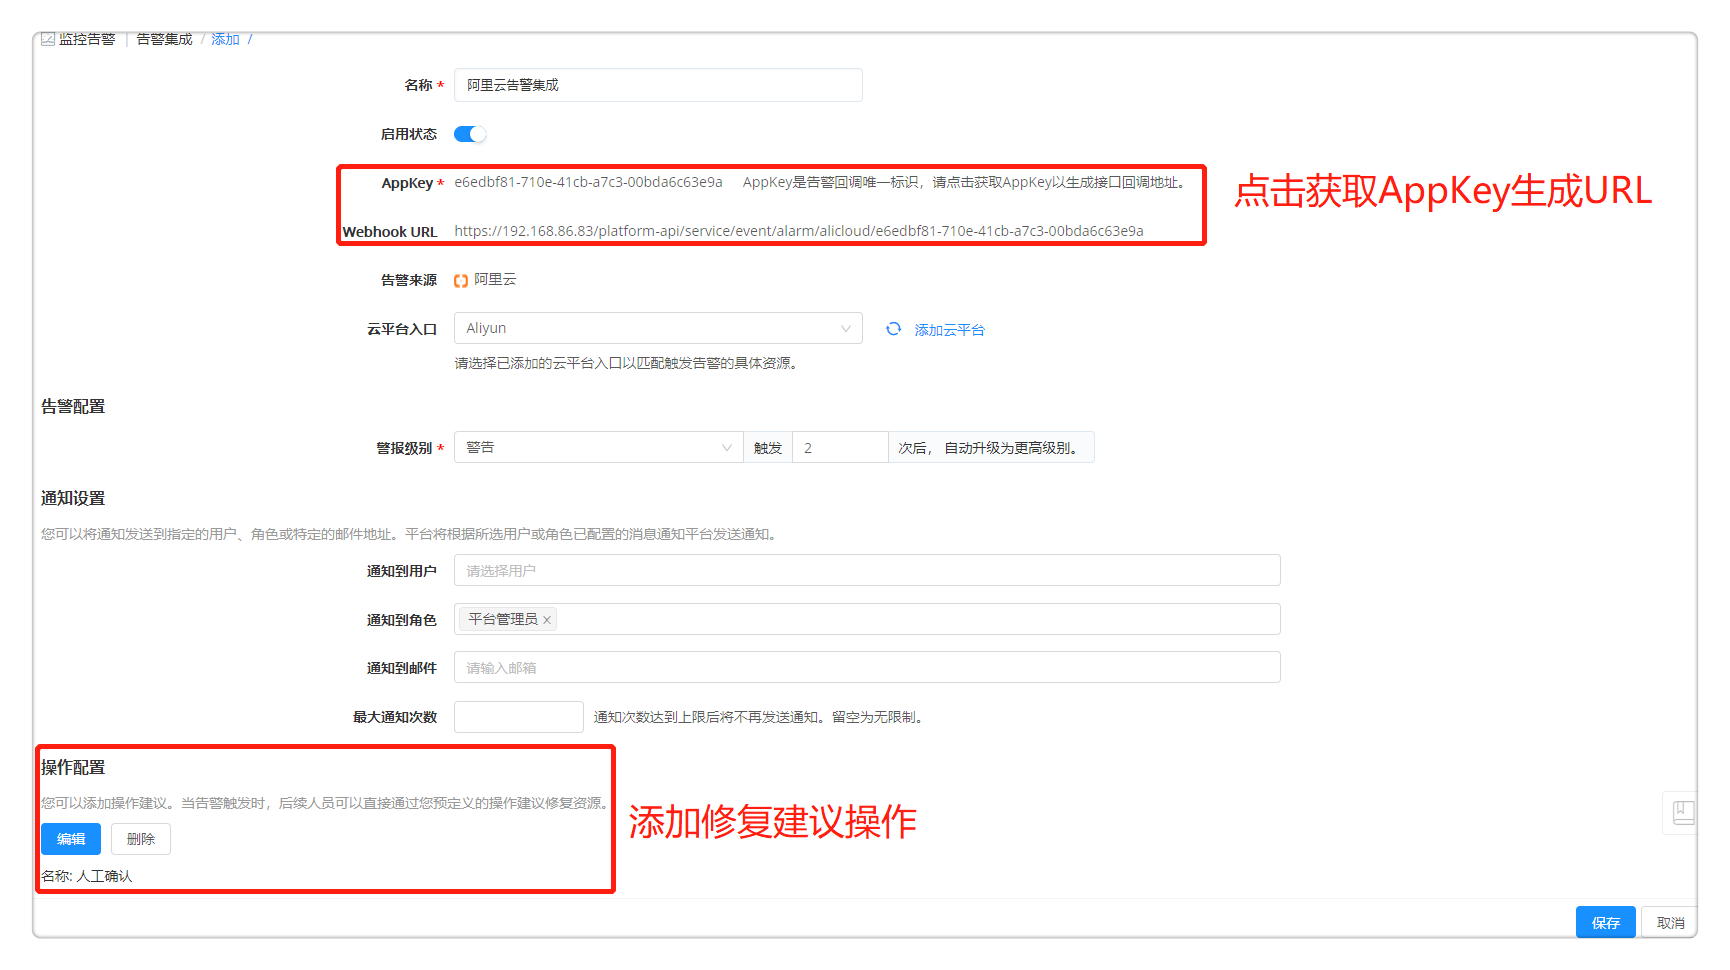 监控告警 | 告警集成 / 添加 /
名称 * 阿里云告警集成
启用状态
AppKey * e6edbf81-710e-41cb-a7c3-00bda6c63e9a AppKey是告警回调唯一标识，请点击获取AppKey以生成接口回调地址。
点击获取AppKey生成URL
Webhook URL https://192.168.86.83/platform-api/service/event/alarm/alicloud/e6edbf81-710e-41cb-a7c3-00bda6c63e9a
告警来源 阿里云
云平台入口 Aliyun 添加云平台
请选择已添加的云平台入口以匹配触发告警的具体资源。
告警配置
警报级别 * 警告 触发 2 次后， 自动升级为更高级别。
通知设置
您可以将通知发送到指定的用户、角色或特定的邮件地址。平台将根据所选用户或角色已配置的消息通知平台发送通知。
通知到用户 请选择用户
通知到角色 平台管理员 ×
通知到邮件 请输入邮箱
最大通知次数 通知次数达到上限后将不再发送通知。留空为无限制。
操作配置
您可以添加操作建议。当告警触发时，后续人员可以直接通过您预定义的操作建议修复资源。
添加修复建议操作
编辑 删除
名称: 人工确认
保存 取消